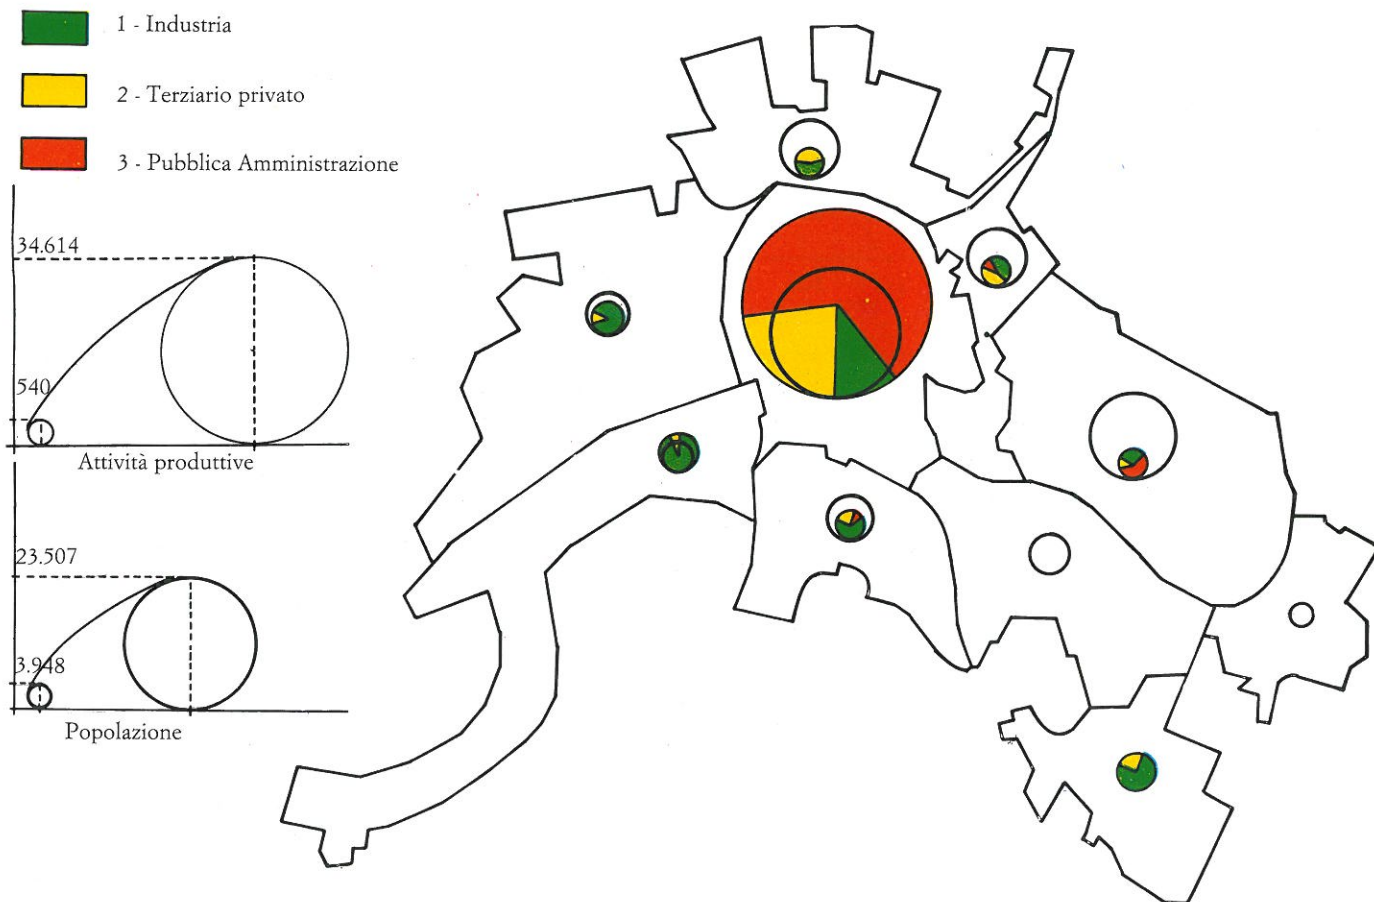 1 - Industria
2 - Terziario privato
3 - Pubblica Amministrazione
34.614
540
Attività produttive
23.507
3.948
Popolazione